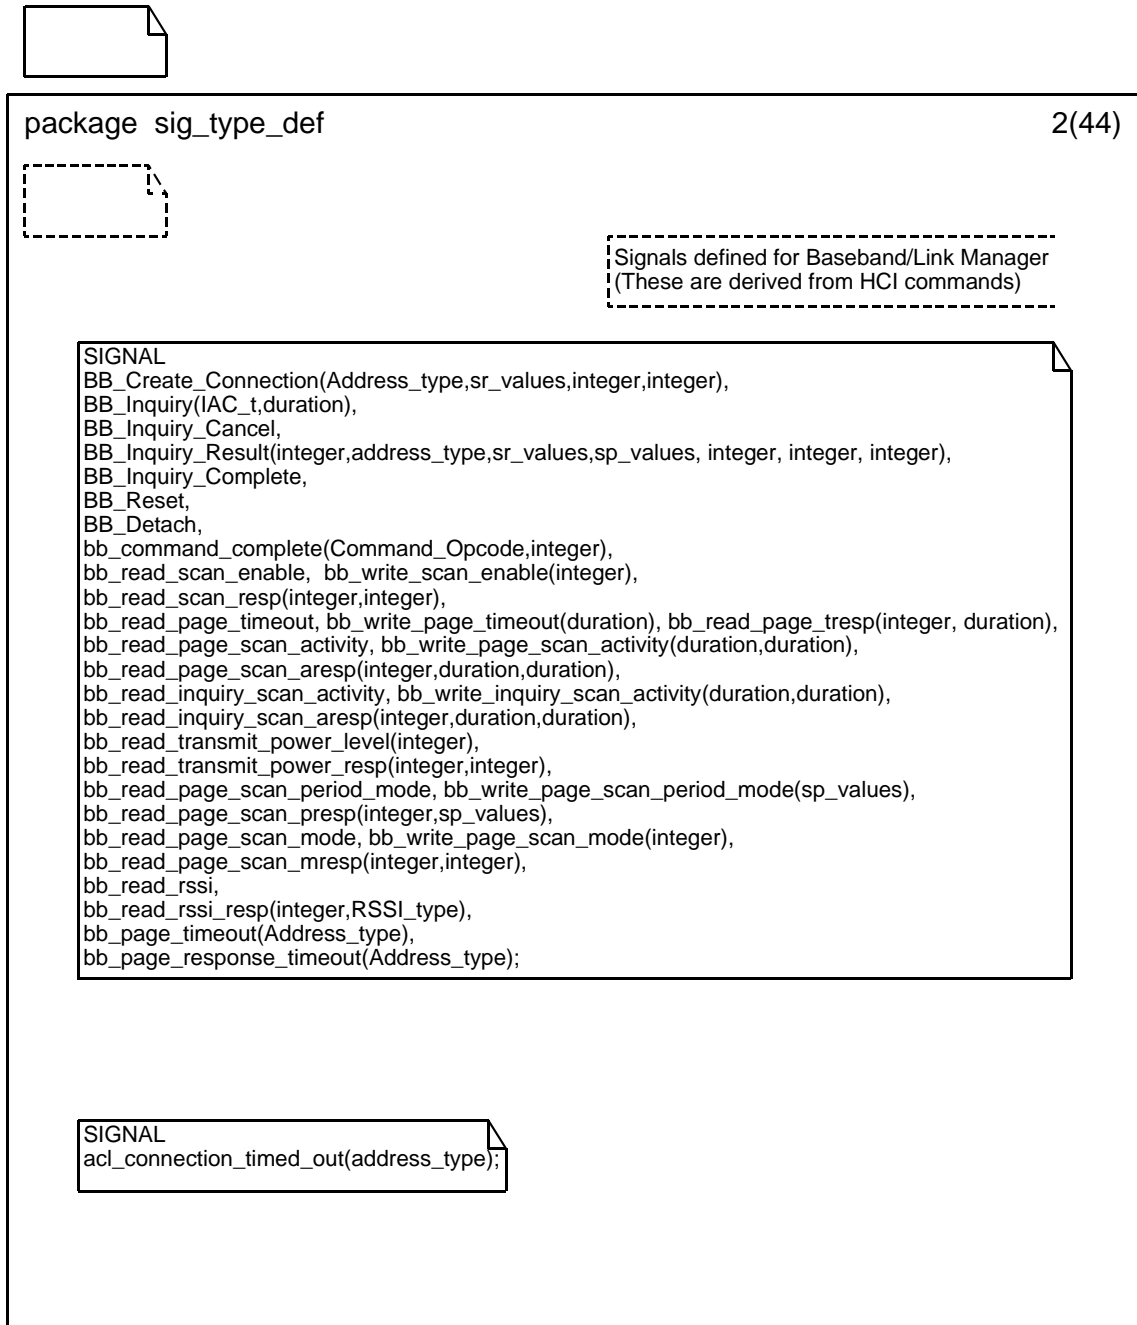 package sig_type_def 2(44)
Signals defined for Baseband/Link Manager
(These are derived from HCI commands)
SIGNAL
BB_Create_Connection(Address_type,sr_values,integer,integer),
BB_Inquiry(IAC_t,duration),
BB_Inquiry_Cancel,
BB_Inquiry_Result(integer,address_type,sr_values,sp_values, integer, integer, integer),
BB_Inquiry_Complete,
BB_Reset,
BB_Detach,
bb_command_complete(Command_Opcode,integer),
bb_read_scan_enable, bb_write_scan_enable(integer),
bb_read_scan_resp(integer,integer),
bb_read_page_timeout, bb_write_page_timeout(duration), bb_read_page_tresp(integer, duration),
bb_read_page_scan_activity, bb_write_page_scan_activity(duration,duration),
bb_read_page_scan_aresp(integer,duration,duration),
bb_read_inquiry_scan_activity, bb_write_inquiry_scan_activity(duration,duration),
bb_read_inquiry_scan_aresp(integer,duration,duration),
bb_read_transmit_power_level(integer),
bb_read_transmit_power_resp(integer,integer),
bb_read_page_scan_period_mode, bb_write_page_scan_period_mode(sp_values),
bb_read_page_scan_presp(integer,sp_values),
bb_read_page_scan_mode, bb_write_page_scan_mode(integer),
bb_read_page_scan_mresp(integer,integer),
bb_read_rssi,
bb_read_rssi_resp(integer,RSSI_type),
bb_page_timeout(Address_type),
bb_page_response_timeout(Address_type);
SIGNAL
acl_connection_timed_out(address_type);